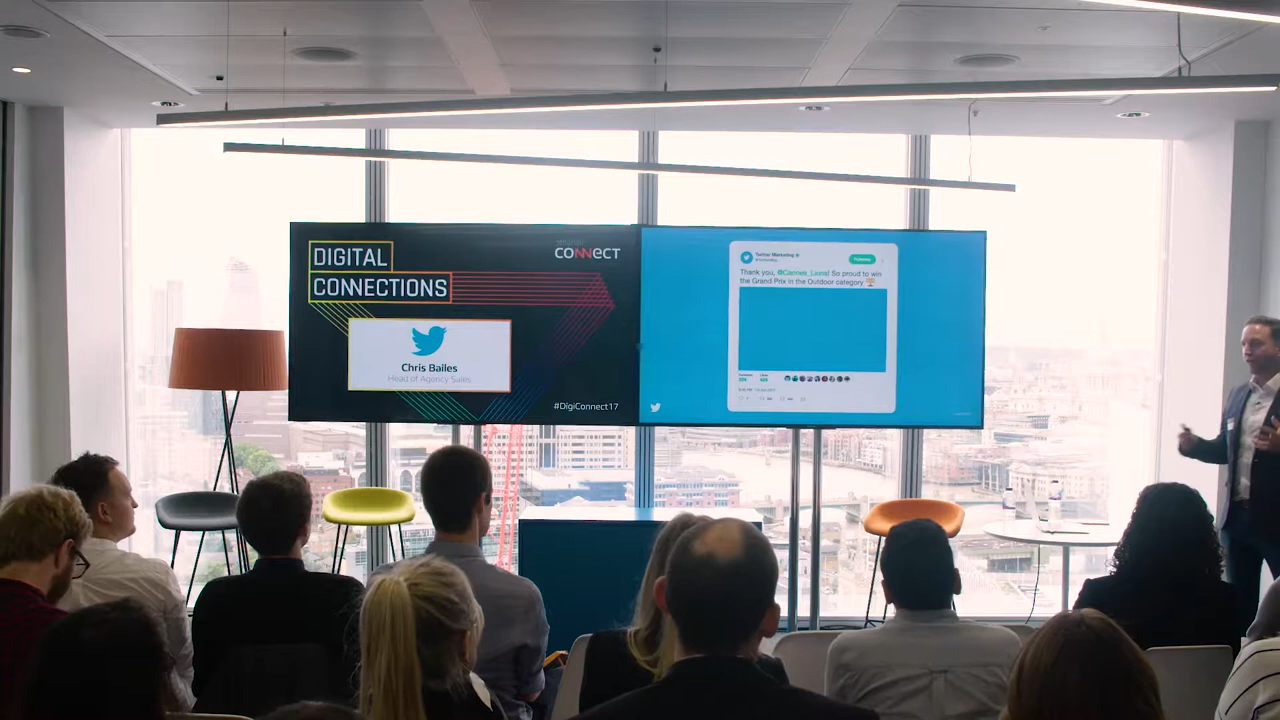 DIGITAL
CONNECTIONS
CONNECT
Chris Bailes
Head of Agency Sales
#DigiConnect17
Twitter Marketing
Following
Thank you, @Cannes_Lions! So proud to win
the Grand Prix in the Outdoor category 🏆